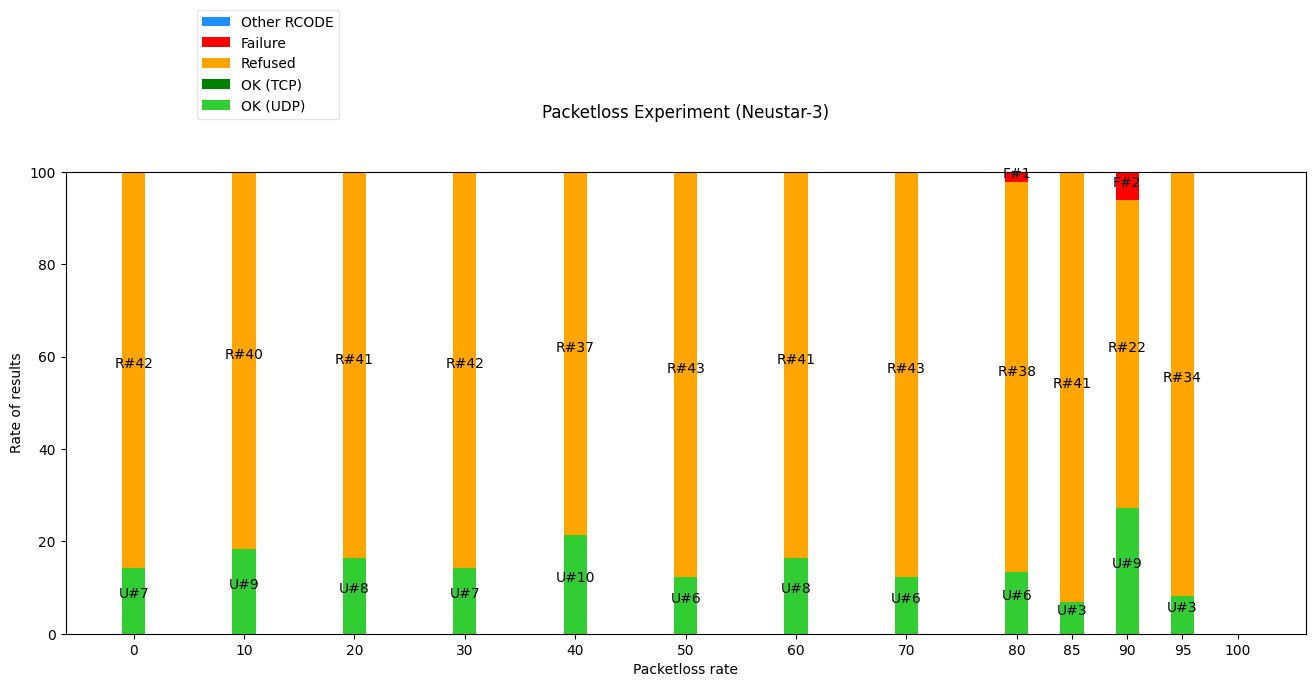 Other RCODE
Failure
Refused
OK (TCP)
OK (UDP)
Packetloss Experiment (Neustar-3)
Rate of results
100
80
60
40
20
0
F#1
F#2
R#42
R#40
R#41
R#42
R#37
R#43
R#41
R#43
R#38
R#41
R#22
R#34
U#7
U#9
U#8
U#7
U#10
U#6
U#8
U#6
U#6
U#3
U#9
U#3
0 10 20 30 40 50 60 70 80 85 90 95 100
Packetloss rate